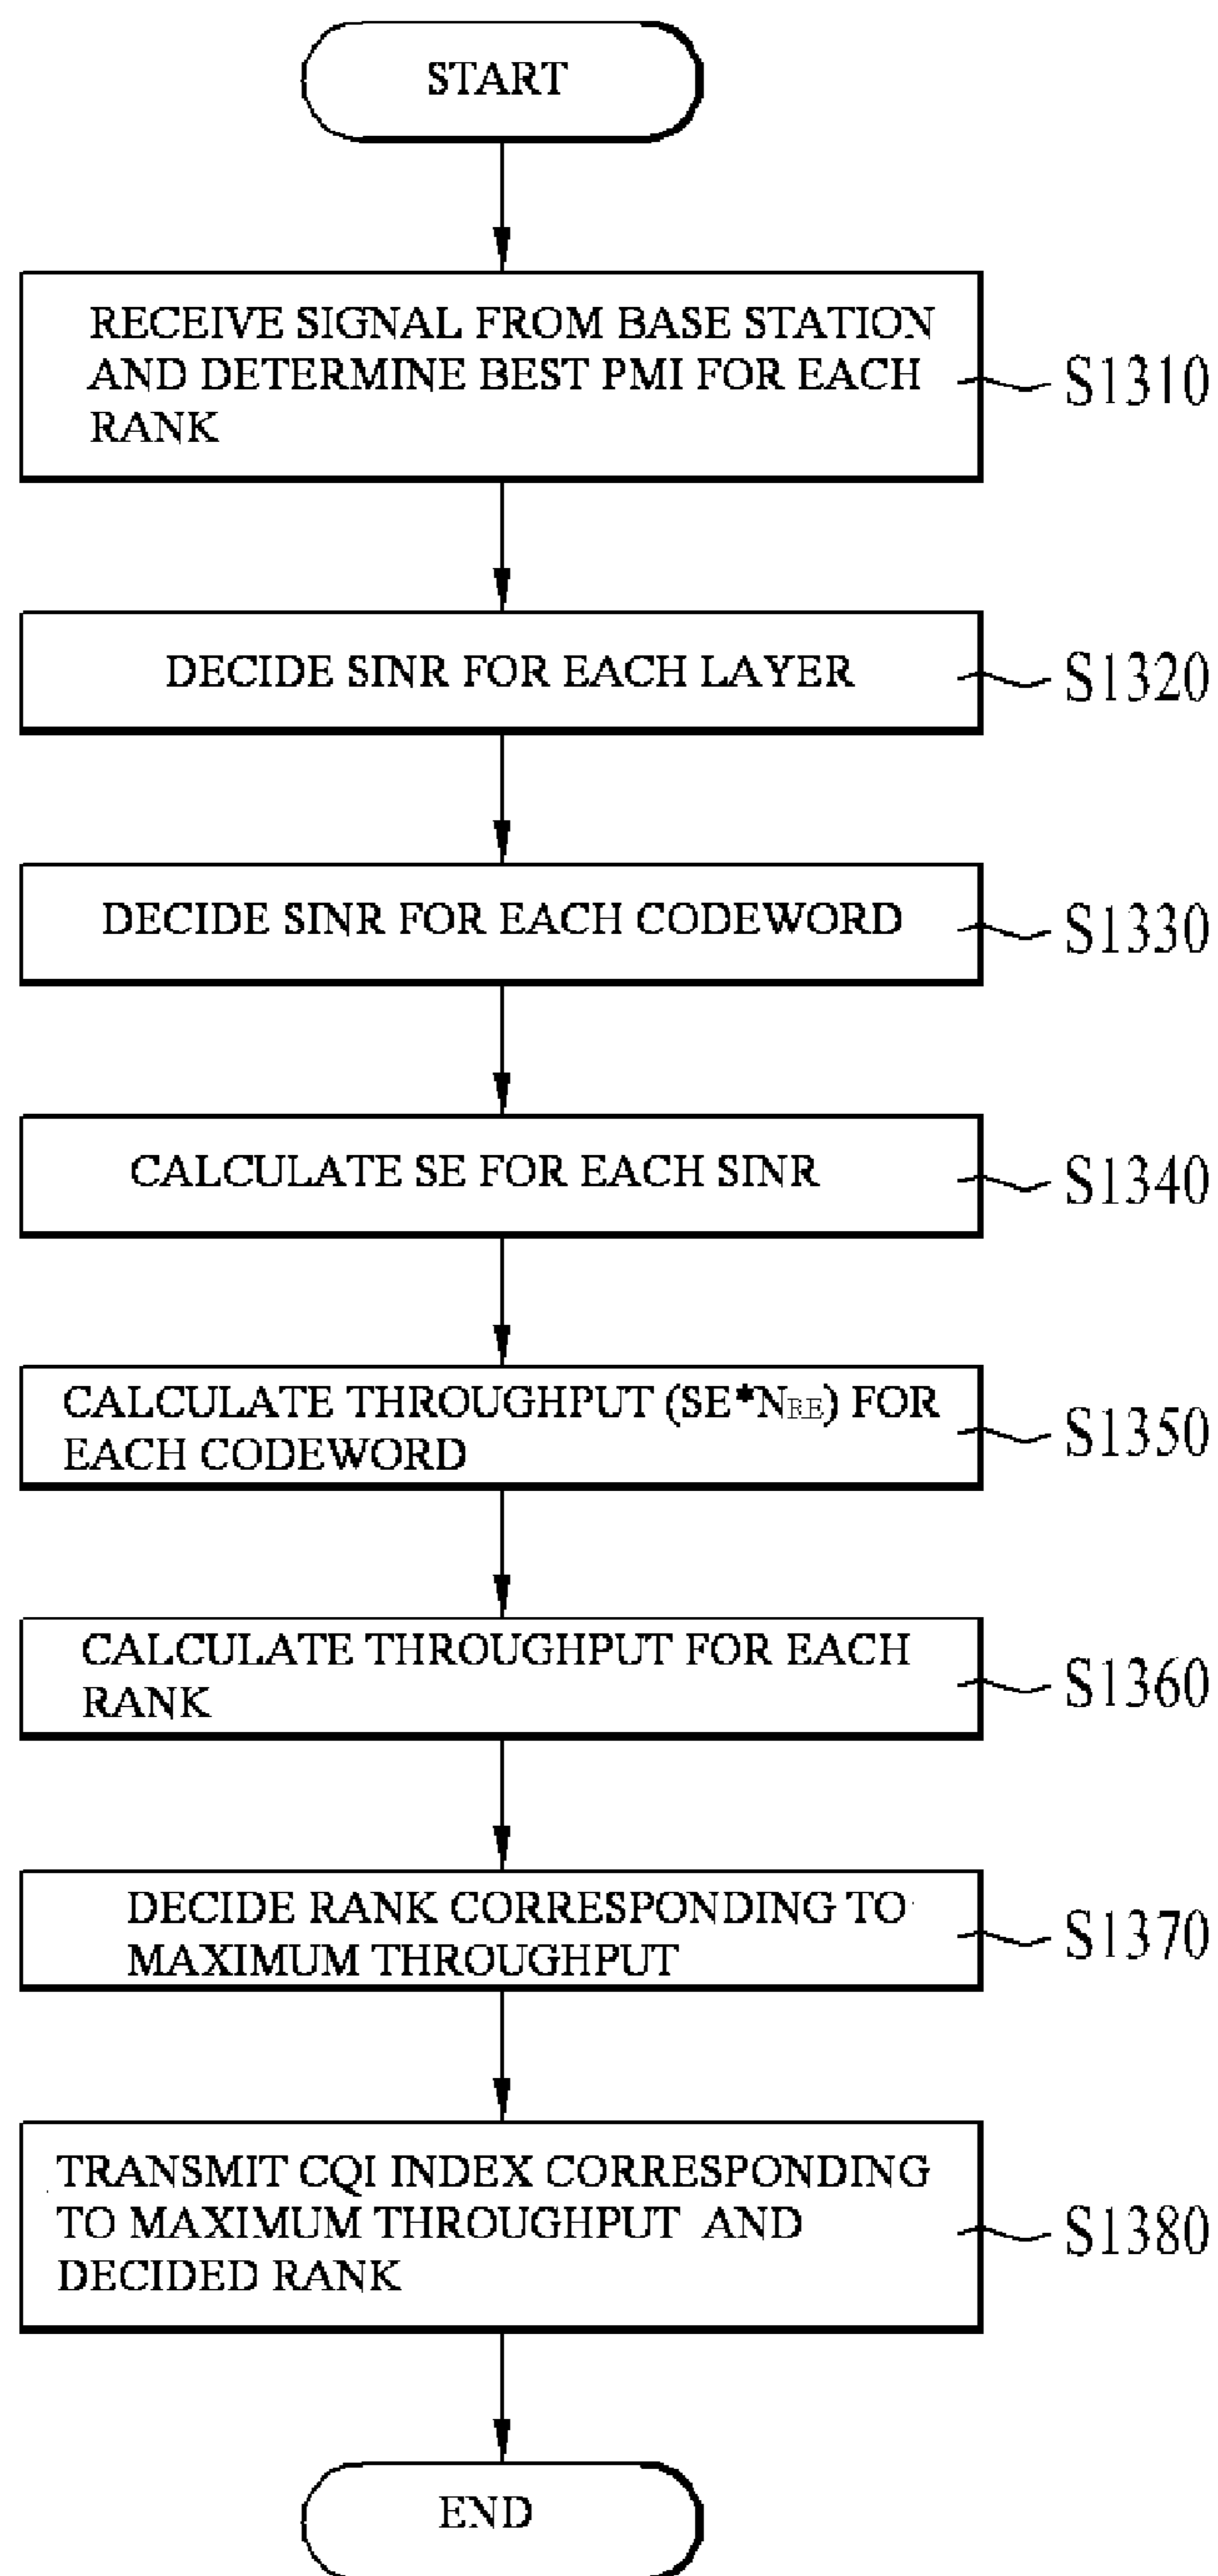 START
RECEIVE SIGNAL FROM BASE STATION
AND DETERMINE BEST PMI FOR EACH
RANK
S1310
DECIDE SINR FOR EACH LAYER
S1320
DECIDE SINR FOR EACH CODEWORD
S1330
CALCULATE SE FOR EACH SINR
S1340
CALCULATE THROUGHPUT (SE*NRE) FOR
EACH CODEWORD
S1350
CALCULATE THROUGHPUT FOR EACH
RANK
S1360
DECIDE RANK CORRESPONDING TO
MAXIMUM THROUGHPUT
S1370
TRANSMIT CQI INDEX CORRESPONDING
TO MAXIMUM THROUGHPUT AND
DECIDED RANK
S1380
END